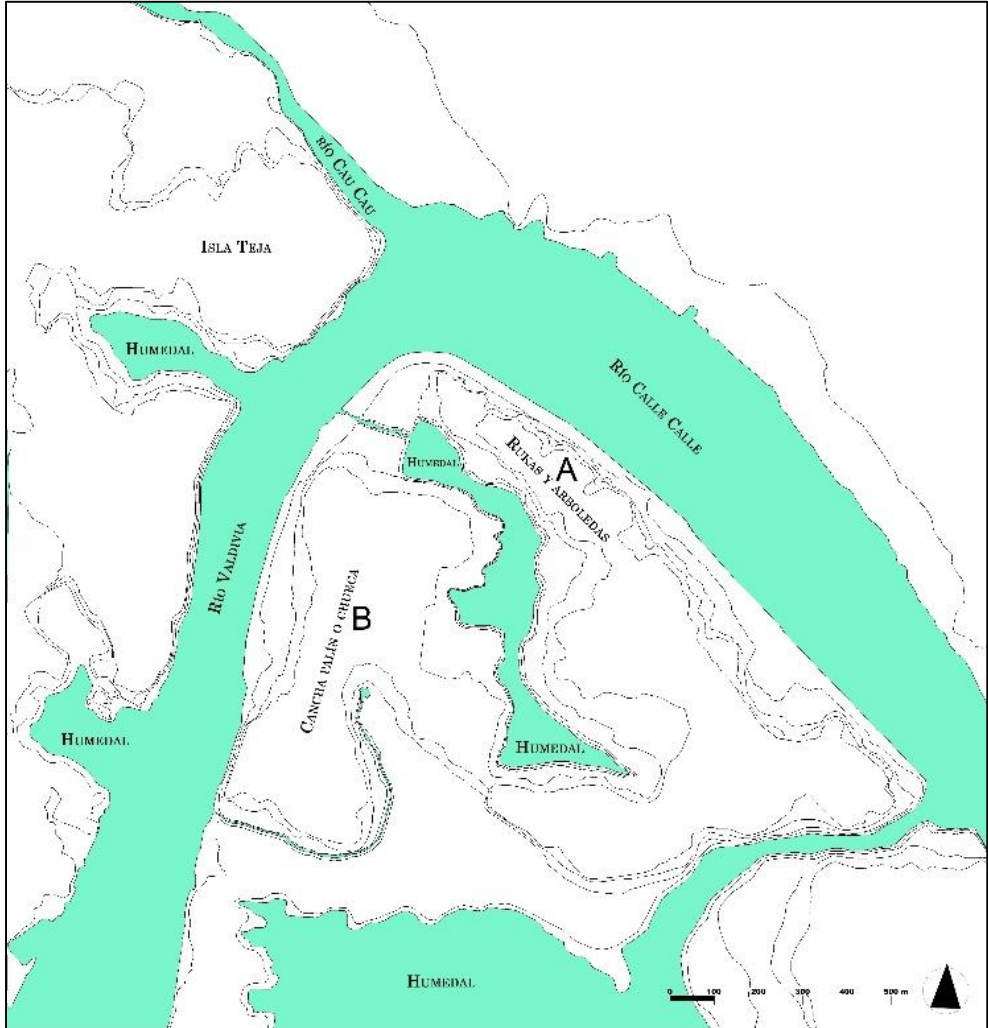 Río Cau Cau
Isla Teja
Humedal
Río Calle Calle
Humedal
A
Rukas y arboledas
Río Valdivia
B
Cancha palín o chueca
Humedal
Humedal
Humedal
0 100 200 300 400 500 m